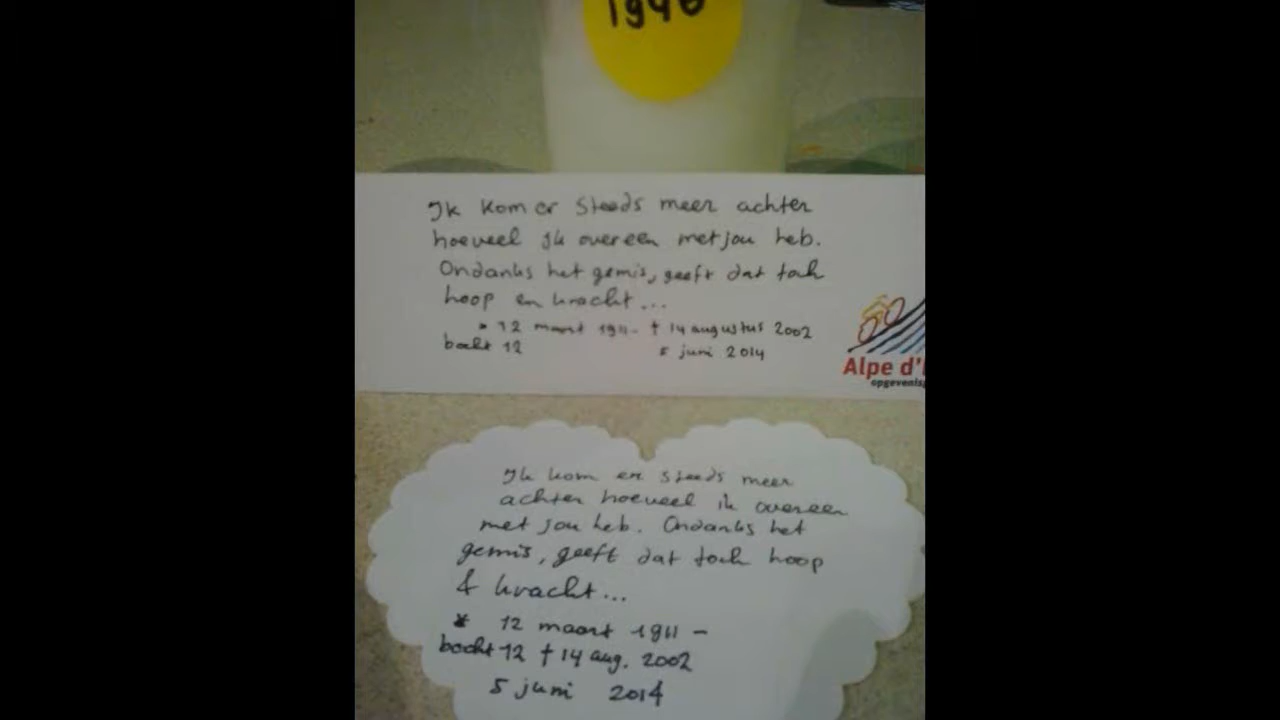 1946
Ik kom er steeds meer achter
hoeveel ik overeen met jou heb.
Ondanks het gemis, geeft dat toch
hoop en kracht...
* 12 maart 1911 - † 14 augustus 2002
bocht 12 5 juni 2014
Alpe d'
opgevenis
Ik kom er steeds meer
achter hoeveel ik overeen
met jou heb. Ondanks het
gemis, geeft dat toch hoop
& kracht...
* 12 maart 1911 -
bocht 12 † 14 aug. 2002
5 juni 2014